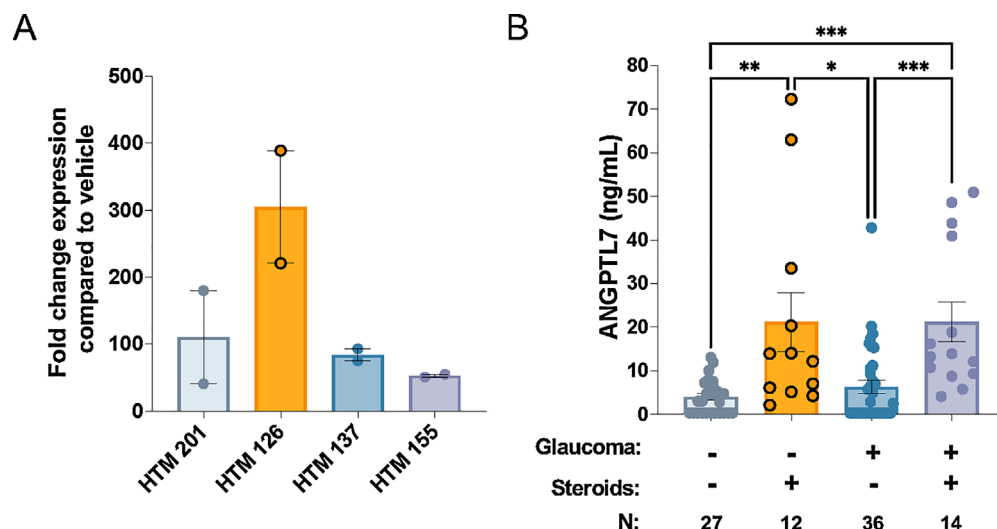 A
Fold change expression
compared to vehicle
500
400
300
200
100
0
HTM 201
HTM 126
HTM 137
HTM 155
B
***
** * ***
ANGPTL7 (ng/mL)
80
70
60
50
40
30
20
10
0
Glaucoma: - - + +
Steroids: - + - +
N: 27 12 36 14